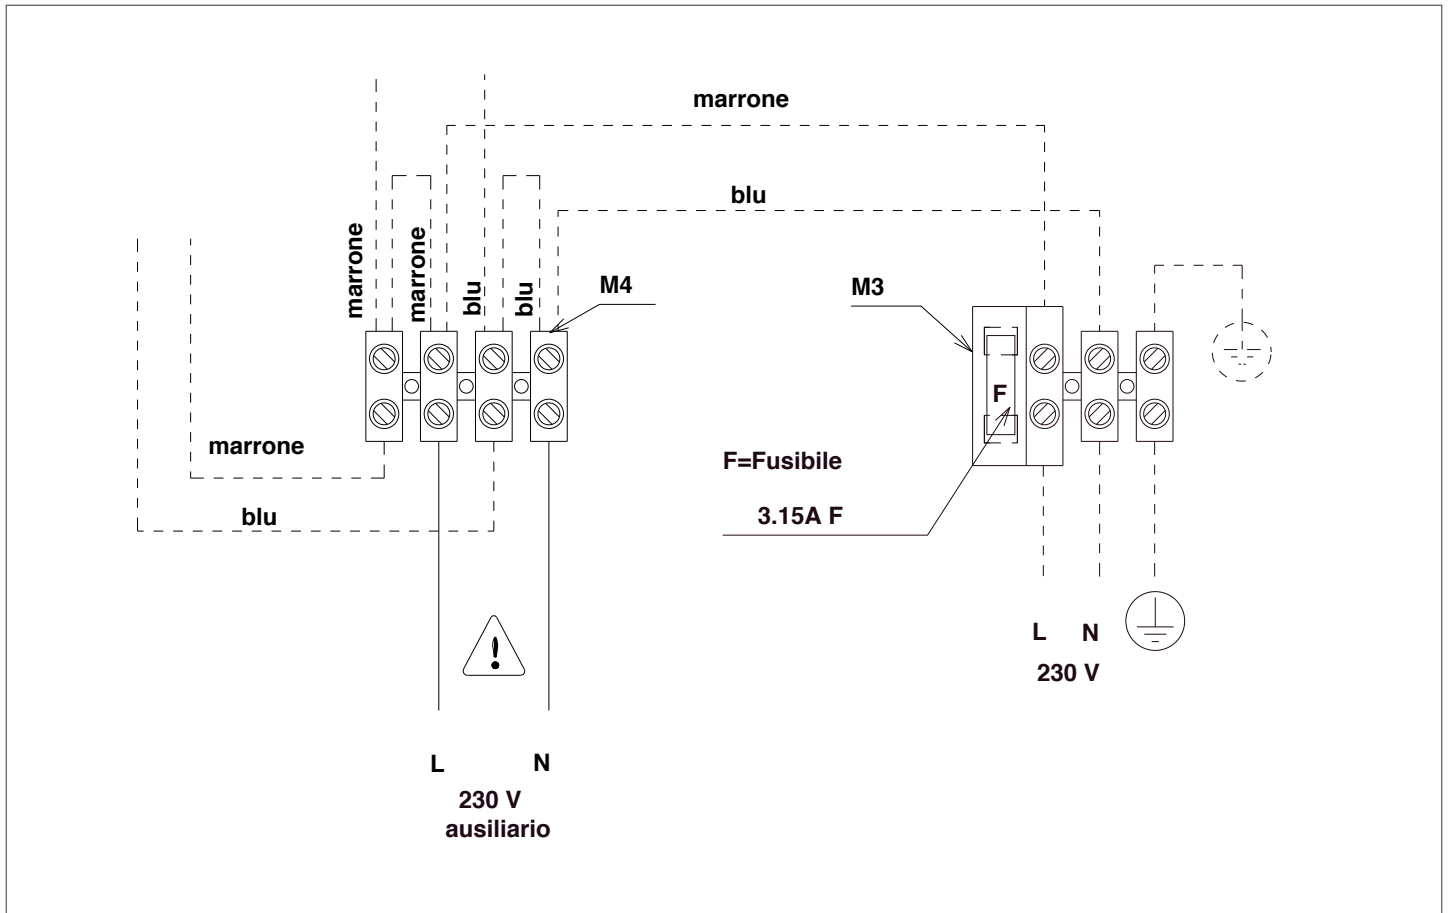 marrone
blu
marrone
marrone
blu
blu
M4
M3
F
marrone
F=Fusibile
blu
3.15A F
L N
230 V
L N
230 V
ausiliario